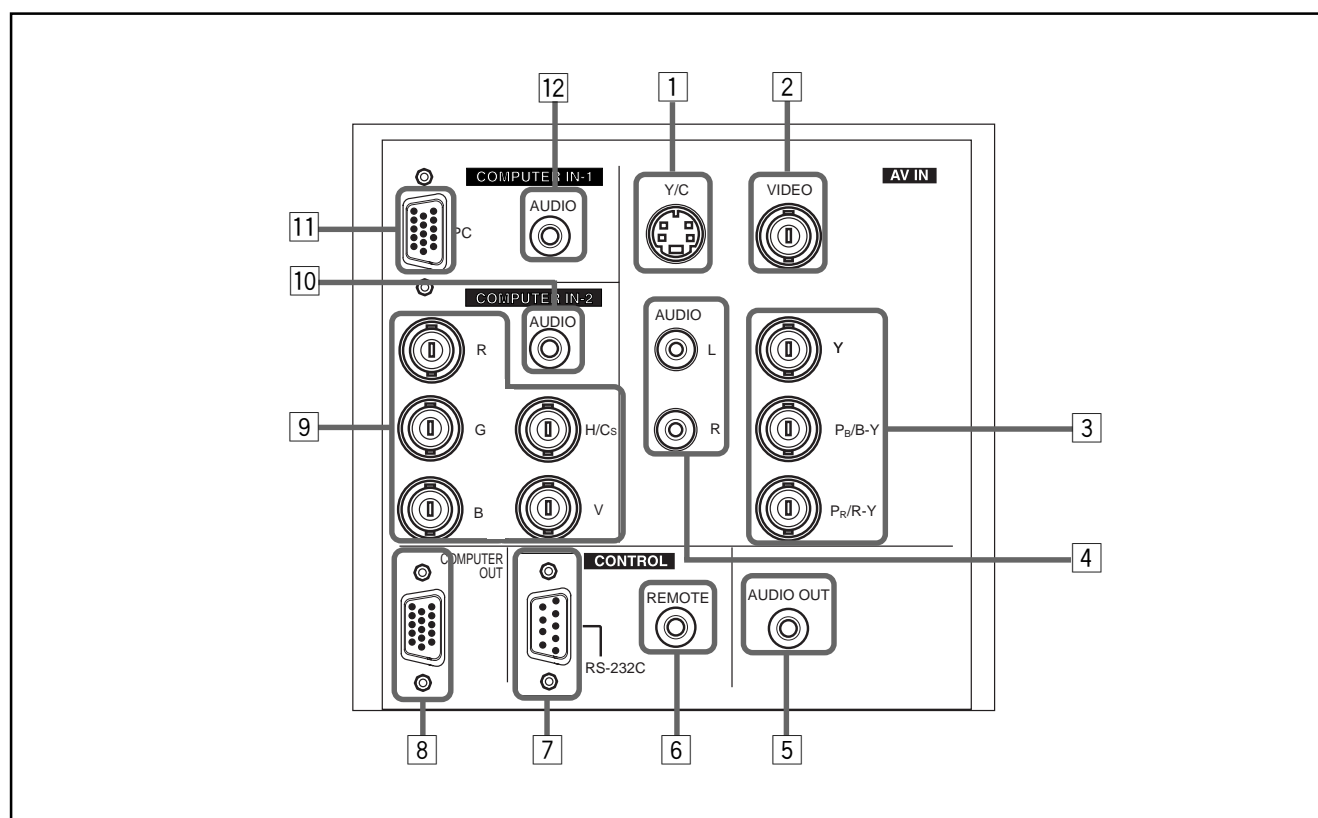 12 1 2
COMPUTER IN-1
Y/C
VIDEO
AV IN
AUDIO
11
PC
10
COMPUTER IN-2
AUDIO
AUDIO
R
L
Y
9
G
H/Cs
R
PB/B-Y
3
B
V
PR/R-Y
COMPUTER
OUT
CONTROL
4
REMOTE
AUDIO OUT
RS-232C
8 7 6 5